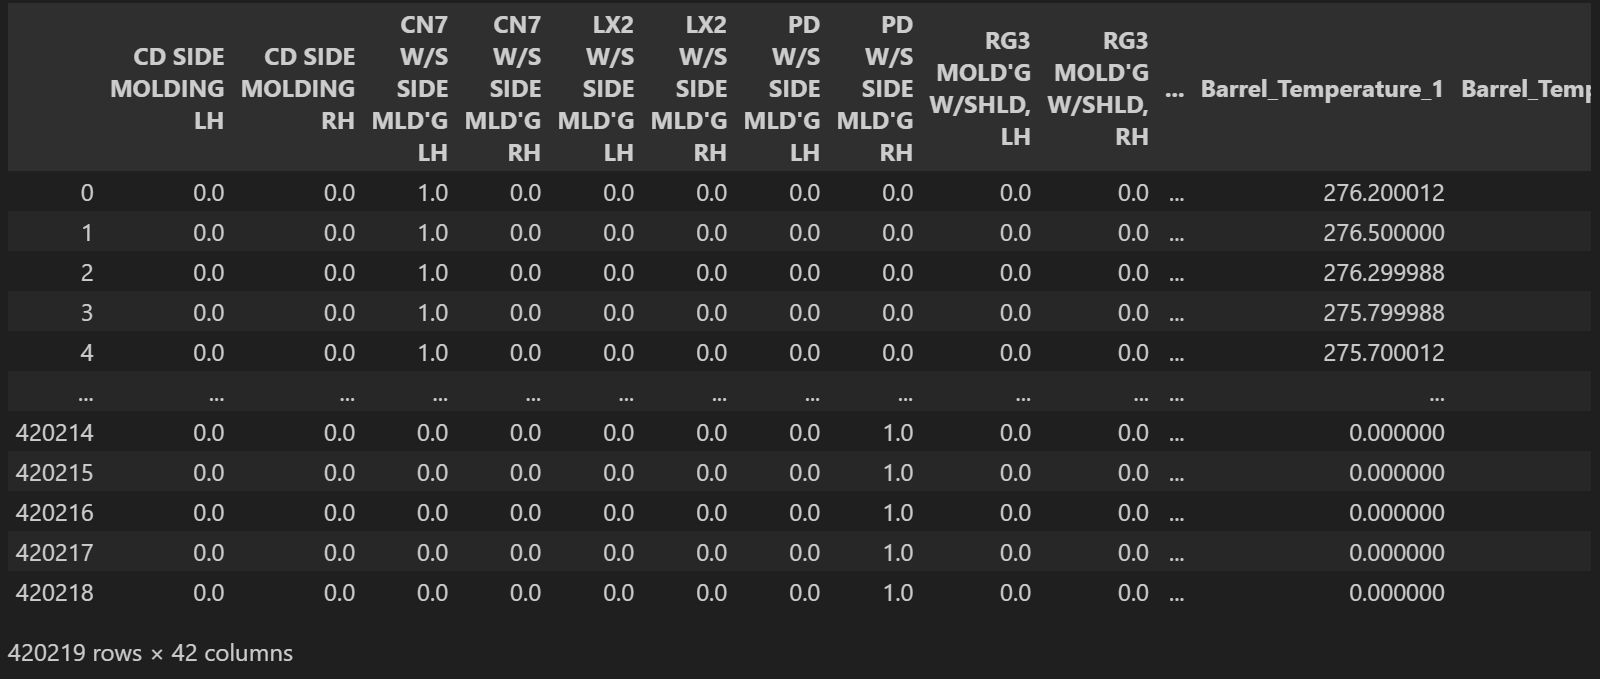 CD SIDE MOLDING LH CD SIDE MOLDING RH CN7 W/S SIDE MLD'G LH CN7 W/S SIDE MLD'G RH LX2 W/S SIDE MLD'G LH LX2 W/S SIDE MLD'G RH PD W/S SIDE MLD'G LH PD W/S SIDE MLD'G RH RG3 MOLD'G W/SHLD, LH RG3 MOLD'G W/SHLD, RH ... Barrel_Temperature_1 Barrel_Temp
0 0.0 0.0 1.0 0.0 0.0 0.0 0.0 0.0 0.0 0.0 ... 276.200012
1 0.0 0.0 1.0 0.0 0.0 0.0 0.0 0.0 0.0 0.0 ... 276.500000
2 0.0 0.0 1.0 0.0 0.0 0.0 0.0 0.0 0.0 0.0 ... 276.299988
3 0.0 0.0 1.0 0.0 0.0 0.0 0.0 0.0 0.0 0.0 ... 275.799988
4 0.0 0.0 1.0 0.0 0.0 0.0 0.0 0.0 0.0 0.0 ... 275.700012
... ... ... ... ... ... ... ... ... ... ... ... ...
420214 0.0 0.0 0.0 0.0 0.0 0.0 0.0 1.0 0.0 0.0 ... 0.000000
420215 0.0 0.0 0.0 0.0 0.0 0.0 0.0 1.0 0.0 0.0 ... 0.000000
420216 0.0 0.0 0.0 0.0 0.0 0.0 0.0 1.0 0.0 0.0 ... 0.000000
420217 0.0 0.0 0.0 0.0 0.0 0.0 0.0 1.0 0.0 0.0 ... 0.000000
420218 0.0 0.0 0.0 0.0 0.0 0.0 0.0 1.0 0.0 0.0 ... 0.000000
420219 rows × 42 columns